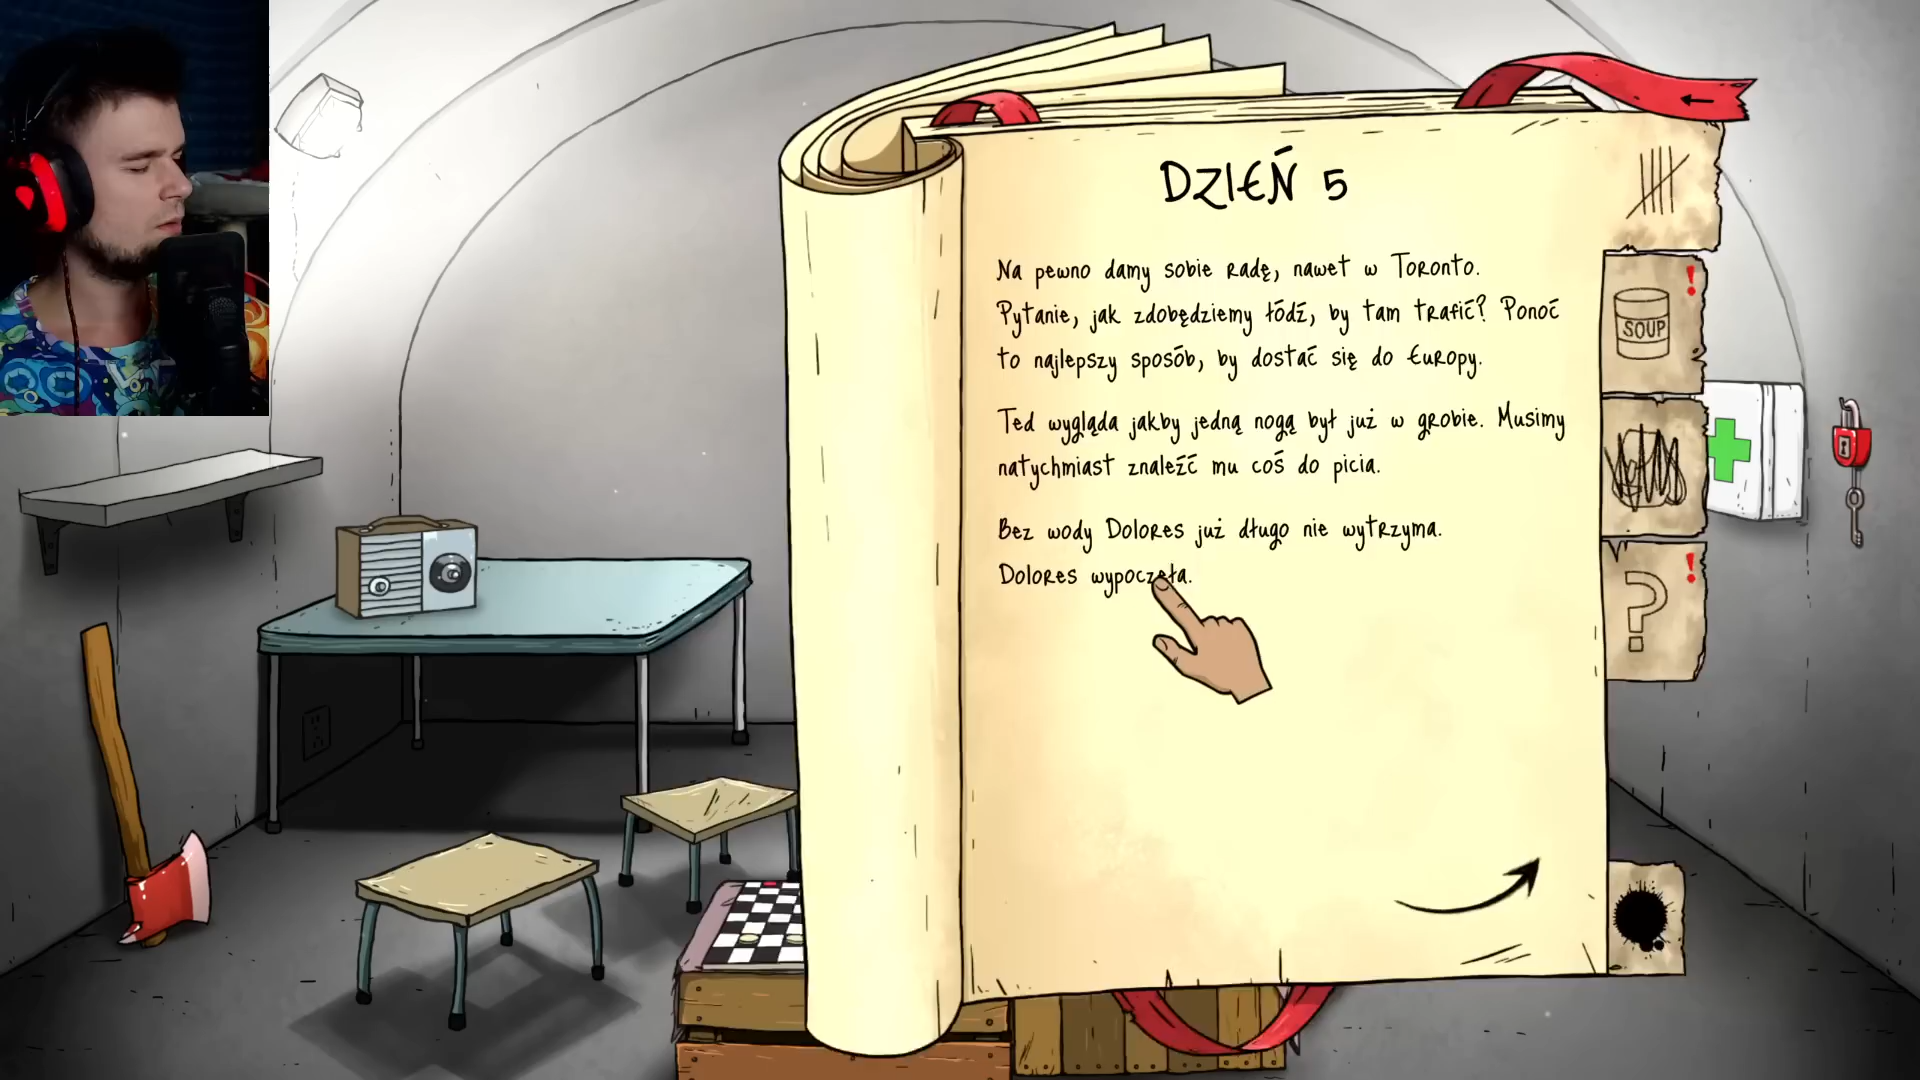 DZIEŃ 5
Na pewno damy sobie radę, nawet w Toronto.
Pytanie, jak zdobędziemy łódź, by tam trafić? Ponoć
to najlepszy sposób, by dostać się do Europy.
Ted wygląda jakby jedną nogą był już w grobie. Musimy
natychmiast znaleźć mu coś do picia.
Bez wody Dolores już długo nie wytrzyma.
Dolores wypoczęła.
!
SOUP
!
?